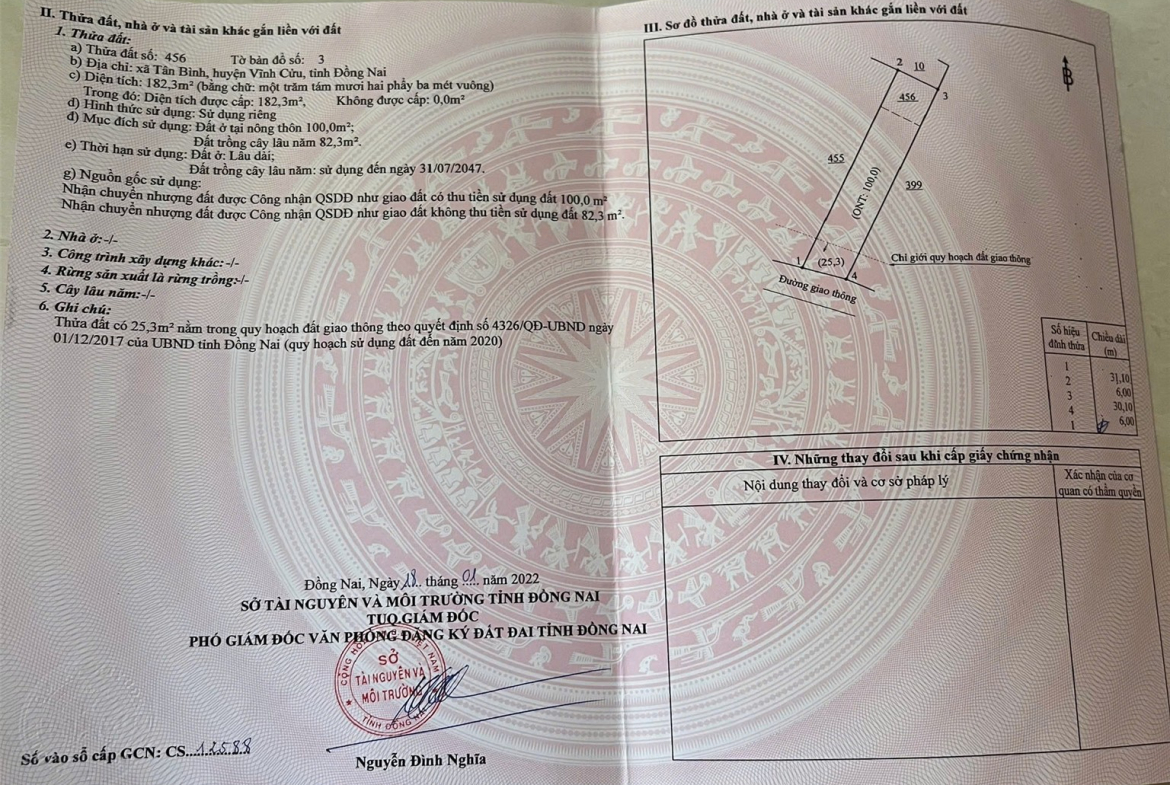 II. Thửa đất, nhà ở và tài sản khác gắn liền với đất
1. Thửa đất:
a) Thửa đất số: 456 Tờ bản đồ số: 3
b) Địa chỉ: xã Tân Bình, huyện Vĩnh Cửu, tỉnh Đồng Nai
c) Diện tích: 182,3m² (bằng chữ: một trăm tám mươi hai phẩy ba mét vuông)
Trong đó: Diện tích được cấp: 182,3m², Không được cấp: 0,0m²
d) Hình thức sử dụng: Sử dụng riêng
đ) Mục đích sử dụng: Đất ở tại nông thôn 100,0m²;
Đất trồng cây lâu năm 82,3m².
e) Thời hạn sử dụng: Đất ở: Lâu dài;
Đất trồng cây lâu năm: sử dụng đến ngày 31/07/2047.
g) Nguồn gốc sử dụng:
Nhận chuyển nhượng đất được Công nhận QSDĐ như giao đất có thu tiền sử dụng đất 100,0 m²
Nhận chuyển nhượng đất được Công nhận QSDĐ như giao đất không thu tiền sử dụng đất 82,3 m².
2. Nhà ở:-/-
3. Công trình xây dựng khác:-/-
4. Rừng sản xuất là rừng trồng:-/-
5. Cây lâu năm:-/-
6. Ghi chú:
Thửa đất có 25,3m² nằm trong quy hoạch đất giao thông theo quyết định số 4326/QĐ-UBND ngày
01/12/2017 của UBND tỉnh Đồng Nai (quy hoạch sử dụng đất đến năm 2020)
Đồng Nai, Ngày 18 tháng 01 năm 2022
SỞ TÀI NGUYÊN VÀ MÔI TRƯỜNG TỈNH ĐỒNG NAI
TUQ.GIÁM ĐỐC
PHÓ GIÁM ĐỐC VĂN PHÒNG ĐĂNG KÝ ĐẤT ĐAI TỈNH ĐỒNG NAI
SỞ
TÀI NGUYÊN VÀ
MÔI TRƯỜNG
TỈNH ĐỒNG NAI
Nguyễn Đình Nghĩa
Số vào sổ cấp GCN: CS...11588
III. Sơ đồ thửa đất, nhà ở và tài sản khác gắn liền với đất
B
2 10
456 3
455
(ONT: 100,0)
399
1 (25,3) 4
Chỉ giới quy hoạch đất giao thông
Đường giao thông
Số hiệu đỉnh thửa Chiều dài (m)
1
31,10
2
6,00
3
30,10
4
6,00
1
IV. Những thay đổi sau khi cấp giấy chứng nhận
Nội dung thay đổi và cơ sở pháp lý
Xác nhận của cơ
quan có thẩm quyền